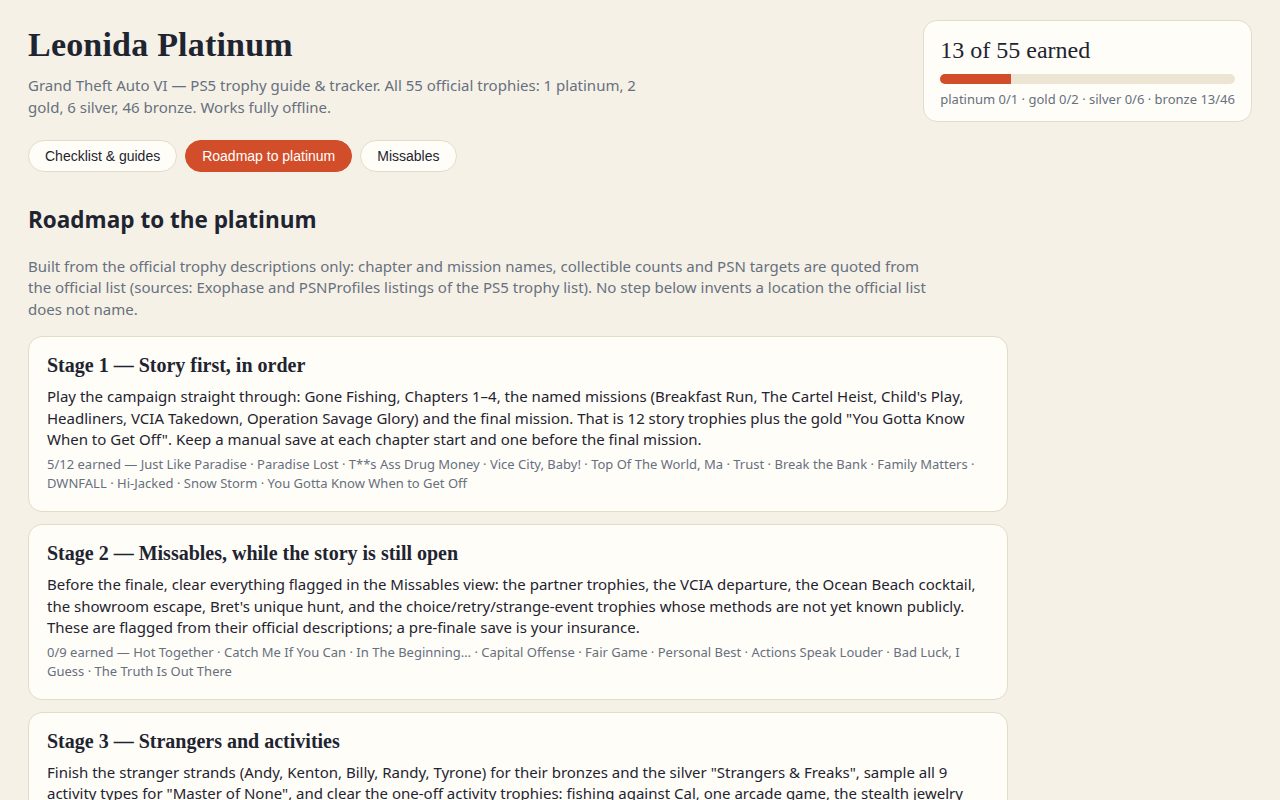 Leonida Platinum
Grand Theft Auto VI — PS5 trophy guide & tracker. All 55 official trophies: 1 platinum, 2
gold, 6 silver, 46 bronze. Works fully offline.
13 of 55 earned
platinum 0/1 · gold 0/2 · silver 0/6 · bronze 13/46
Checklist & guides
Roadmap to platinum
Missables
Roadmap to the platinum
Built from the official trophy descriptions only: chapter and mission names, collectible counts and PSN targets are quoted from
the official list (sources: Exophase and PSNProfiles listings of the PS5 trophy list). No step below invents a location the official list
does not name.
Stage 1 — Story first, in order
Play the campaign straight through: Gone Fishing, Chapters 1–4, the named missions (Breakfast Run, The Cartel Heist, Child's Play,
Headliners, VCIA Takedown, Operation Savage Glory) and the final mission. That is 12 story trophies plus the gold "You Gotta Know
When to Get Off". Keep a manual save at each chapter start and one before the final mission.
5/12 earned — Just Like Paradise · Paradise Lost · T**s Ass Drug Money · Vice City, Baby! · Top Of The World, Ma · Trust · Break the Bank · Family Matters ·
DWNFALL · Hi-Jacked · Snow Storm · You Gotta Know When to Get Off
Stage 2 — Missables, while the story is still open
Before the finale, clear everything flagged in the Missables view: the partner trophies, the VCIA departure, the Ocean Beach cocktail,
the showroom escape, Bret's unique hunt, and the choice/retry/strange-event trophies whose methods are not yet known publicly.
These are flagged from their official descriptions; a pre-finale save is your insurance.
0/9 earned — Hot Together · Catch Me If You Can · In The Beginning... · Capital Offense · Fair Game · Personal Best · Actions Speak Louder · Bad Luck, I
Guess · The Truth Is Out There
Stage 3 — Strangers and activities
Finish the stranger strands (Andy, Kenton, Billy, Randy, Tyrone) for their bronzes and the silver "Strangers & Freaks", sample all 9
activity types for "Master of None", and clear the one-off activity trophies: fishing against Cal, one arcade game, the stealth jewelry